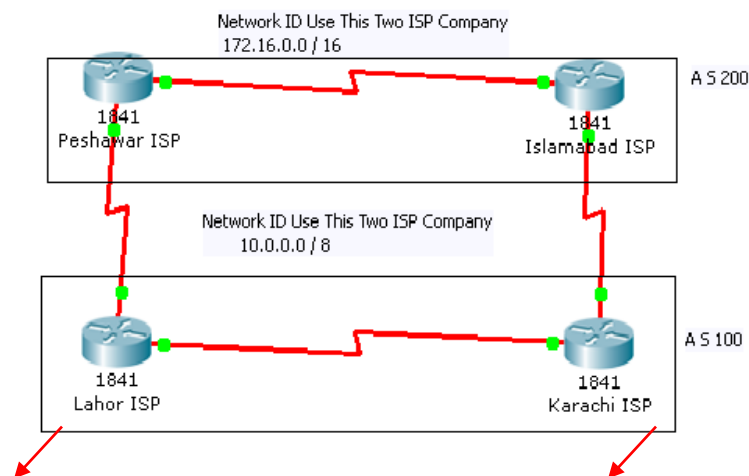 Network ID Use This Two ISP Company
172.16.0.0 / 16
A S 200
1841
Peshawar ISP
1841
Islamabad ISP
Network ID Use This Two ISP Company
10.0.0.0 / 8
A S 100
1841
Lahor ISP
1841
Karachi ISP